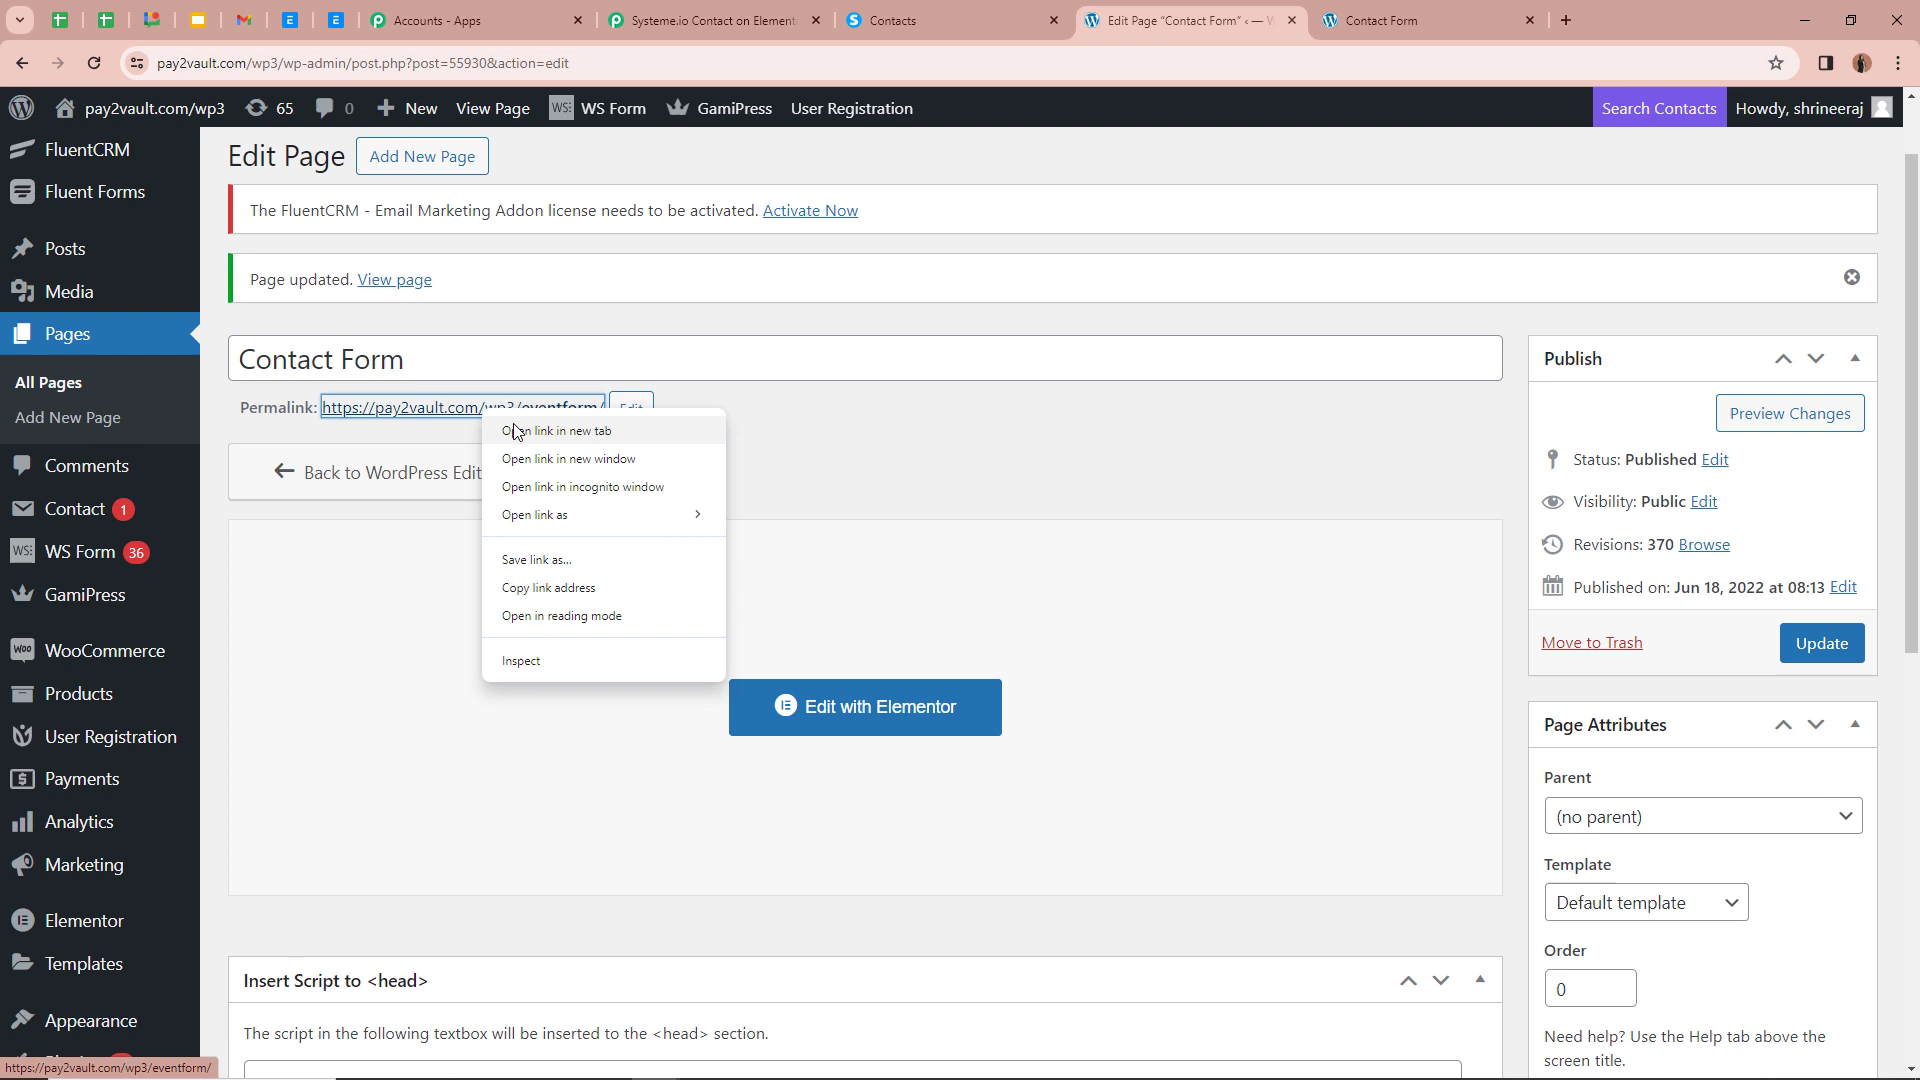 Accounts - Apps
Systeme.io Contact on Element
Contacts
Edit Page "Contact Form" ‹ — W
Contact Form
pay2vault.com/wp3/wp-admin/post.php?post=55930&action=edit
pay2vault.com/wp3
65
0
New
View Page
WS Form
GamiPress
User Registration
Search Contacts
Howdy, shrineeraj
FluentCRM
Fluent Forms
Posts
Media
Pages
All Pages
Add New Page
Comments
Contact 1
WS Form 36
GamiPress
WooCommerce
Products
User Registration
Payments
Analytics
Marketing
Elementor
Templates
Appearance
https://pay2vault.com/wp3/eventform/
Edit Page
Add New Page
The FluentCRM - Email Marketing Addon license needs to be activated. Activate Now
Page updated. View page
Contact Form
Permalink: https://pay2vault.com/wp3/eventform/ Edit
Back to WordPress Edit
Open link in new tab
Open link in new window
Open link in incognito window
Open link as
Save link as...
Copy link address
Open in reading mode
Inspect
Edit with Elementor
Insert Script to <head>
The script in the following textbox will be inserted to the <head> section.
Publish
Preview Changes
Status: Published Edit
Visibility: Public Edit
Revisions: 370 Browse
Published on: Jun 18, 2022 at 08:13 Edit
Move to Trash
Update
Page Attributes
Parent
(no parent)
Template
Default template
Order
0
Need help? Use the Help tab above the
screen title.